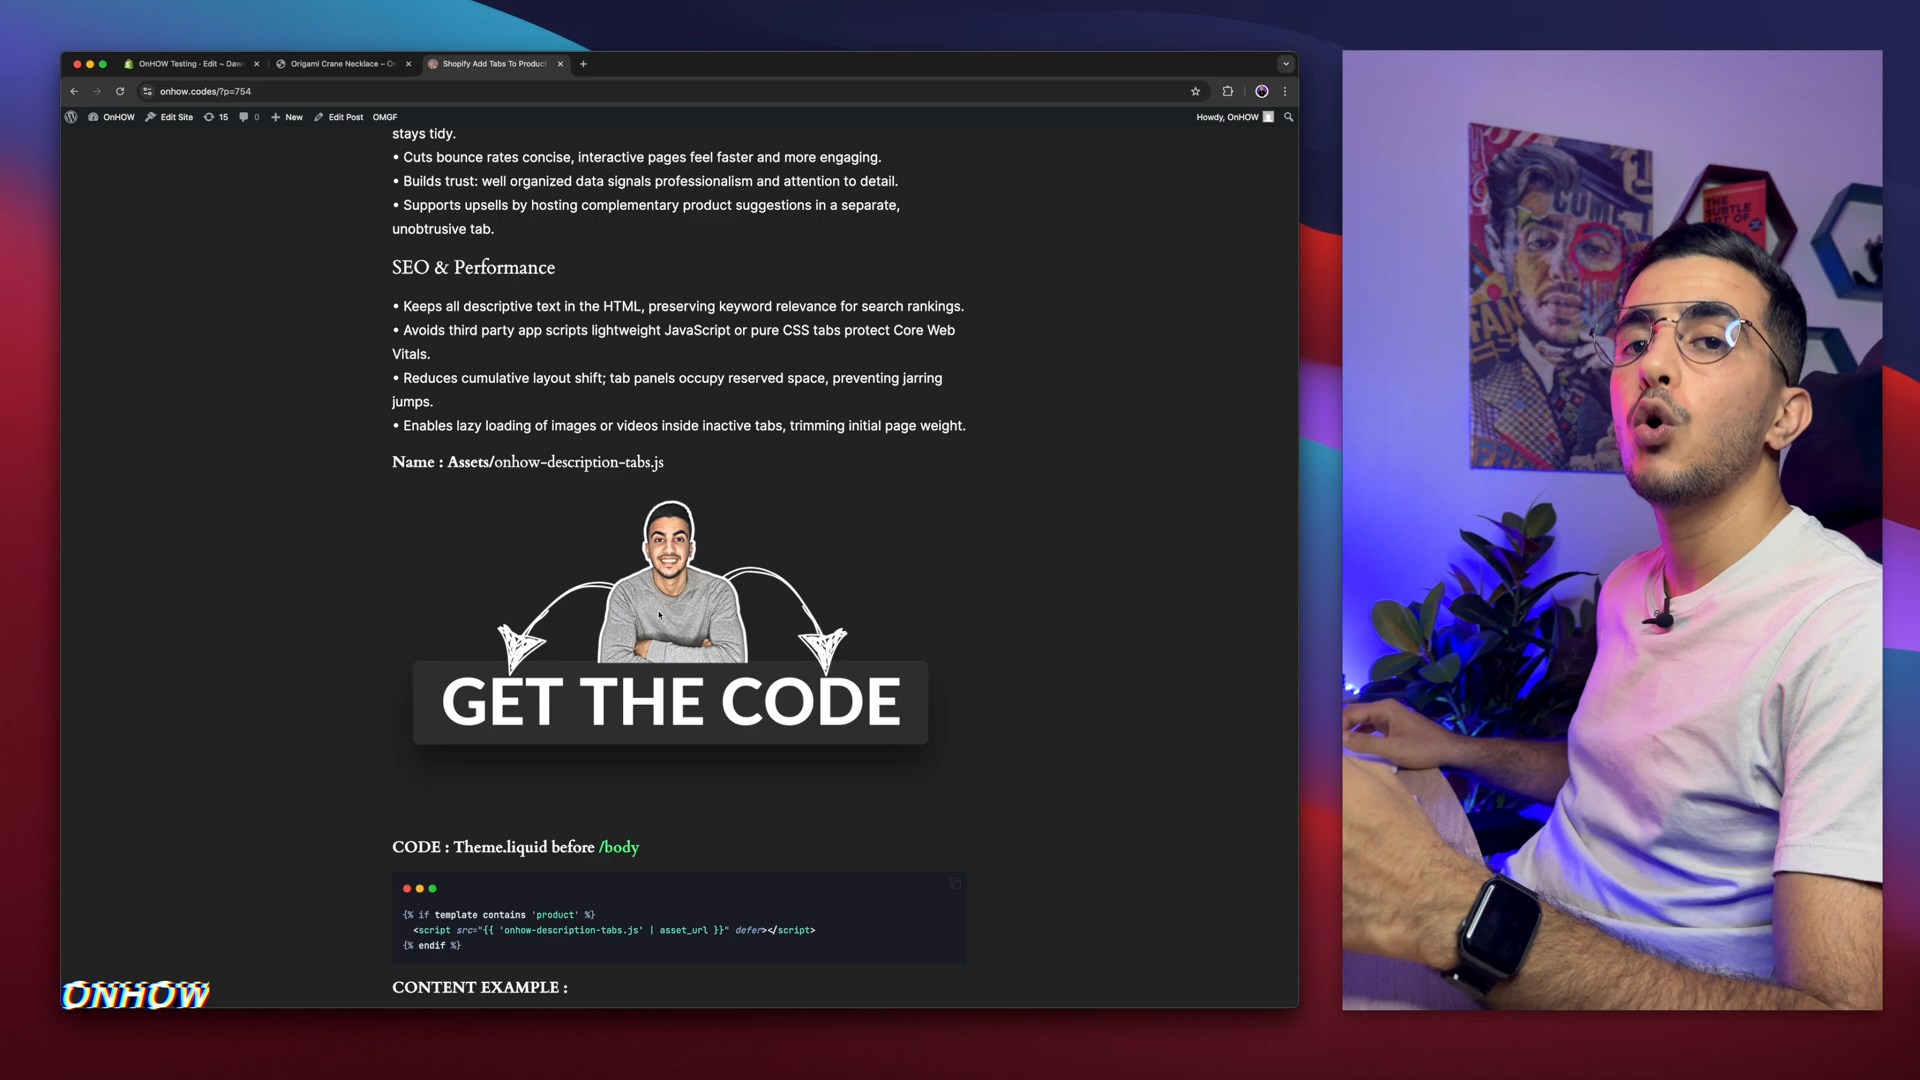 OnHOW Testing · Edit ~ Daw
Origami Crane Necklace – O
Shopify Add Tabs To Product
onhow.codes/?p=754
OnHOW
Edit Site
15
0
New
Edit Post
OMGF
Howdy, OnHOW
stays tidy.
• Cuts bounce rates concise, interactive pages feel faster and more engaging.
• Builds trust: well organized data signals professionalism and attention to detail.
• Supports upsells by hosting complementary product suggestions in a separate,
unobtrusive tab.
SEO & Performance
• Keeps all descriptive text in the HTML, preserving keyword relevance for search rankings.
• Avoids third party app scripts lightweight JavaScript or pure CSS tabs protect Core Web
Vitals.
• Reduces cumulative layout shift; tab panels occupy reserved space, preventing jarring
jumps.
• Enables lazy loading of images or videos inside inactive tabs, trimming initial page weight.
Name : Assets/onhow-description-tabs.js
GET THE CODE
CODE : Theme.liquid before /body
{% if template contains 'product' %}
<script src="{{ 'onhow-description-tabs.js' | asset_url }}" defer></script>
{% endif %}
CONTENT EXAMPLE :
ONHOW
COME
FAN
THE
SUBTLE
ART OF